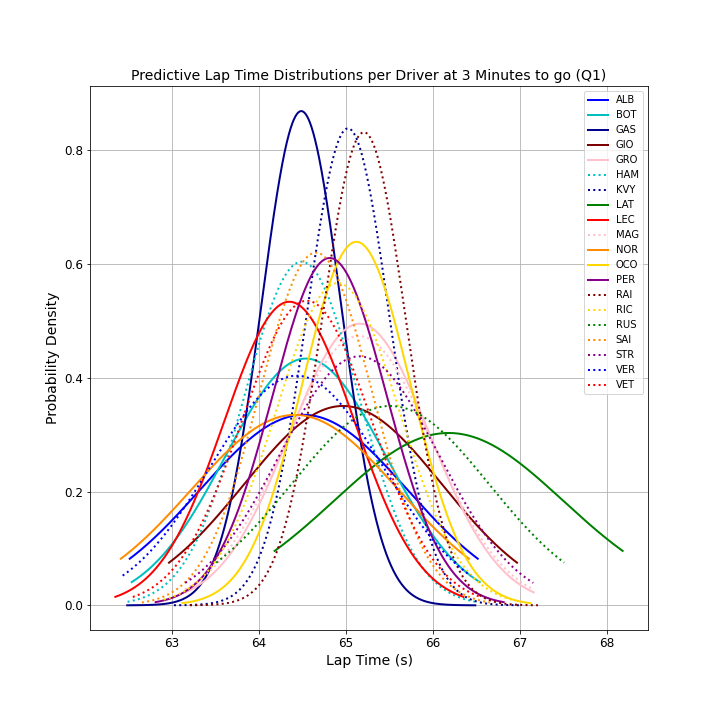 Predictive Lap Time Distributions per Driver at 3 Minutes to go (Q1)
Probability Density
0.8
0.6
0.4
0.2
0.0
63
64
65
66
67
68
Lap Time (s)
ALB
BOT
GAS
GIO
GRO
HAM
KVY
LAT
LEC
MAG
NOR
OCO
PER
RAI
RIC
RUS
SAI
STR
VER
VET